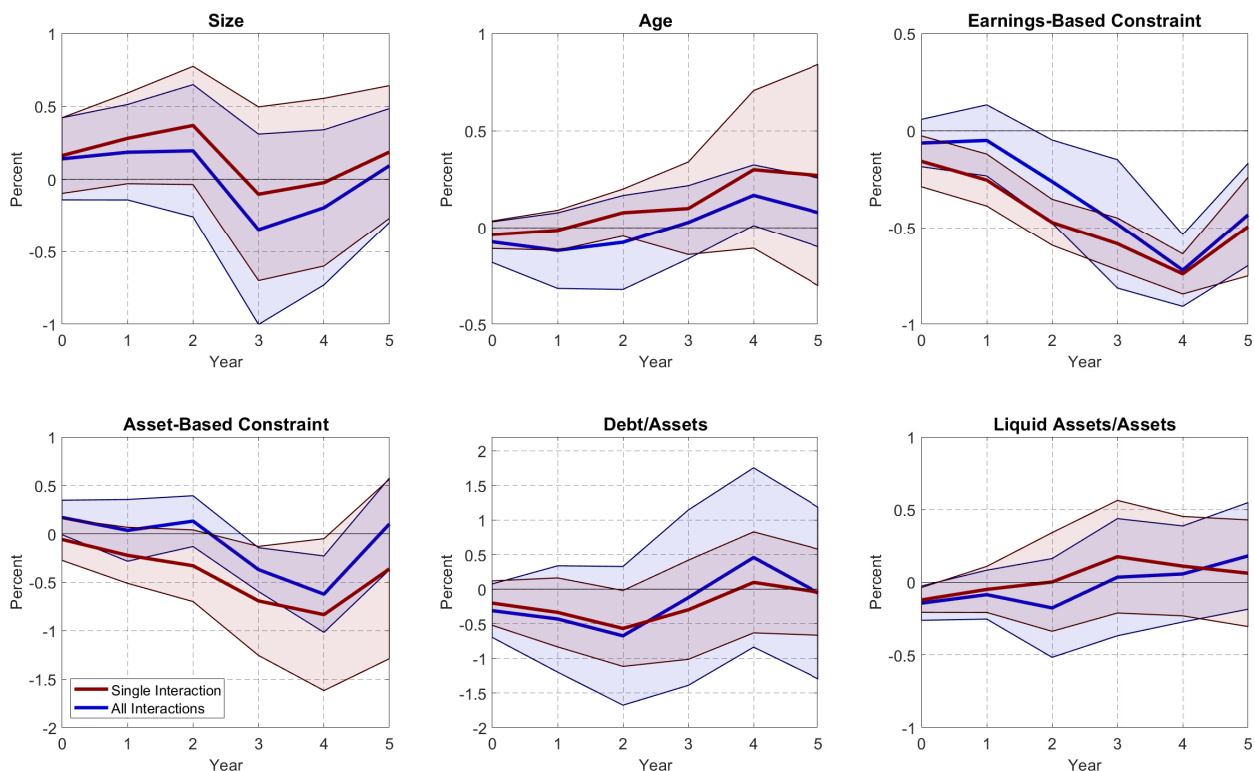 Size
Percent
1
0.5
0
-0.5
-1
0 1 2 3 4 5
Year
Age
Percent
1
0.5
0
-0.5
0 1 2 3 4 5
Year
Earnings-Based Constraint
Percent
0.5
0
-0.5
-1
0 1 2 3 4 5
Year
Asset-Based Constraint
Percent
1
0.5
0
-0.5
-1
-1.5
-2
Single Interaction
All Interactions
0 1 2 3 4 5
Year
Debt/Assets
Percent
2
1.5
1
0.5
0
-0.5
-1
-1.5
-2
0 1 2 3 4 5
Year
Liquid Assets/Assets
Percent
1
0.5
0
-0.5
-1
0 1 2 3 4 5
Year